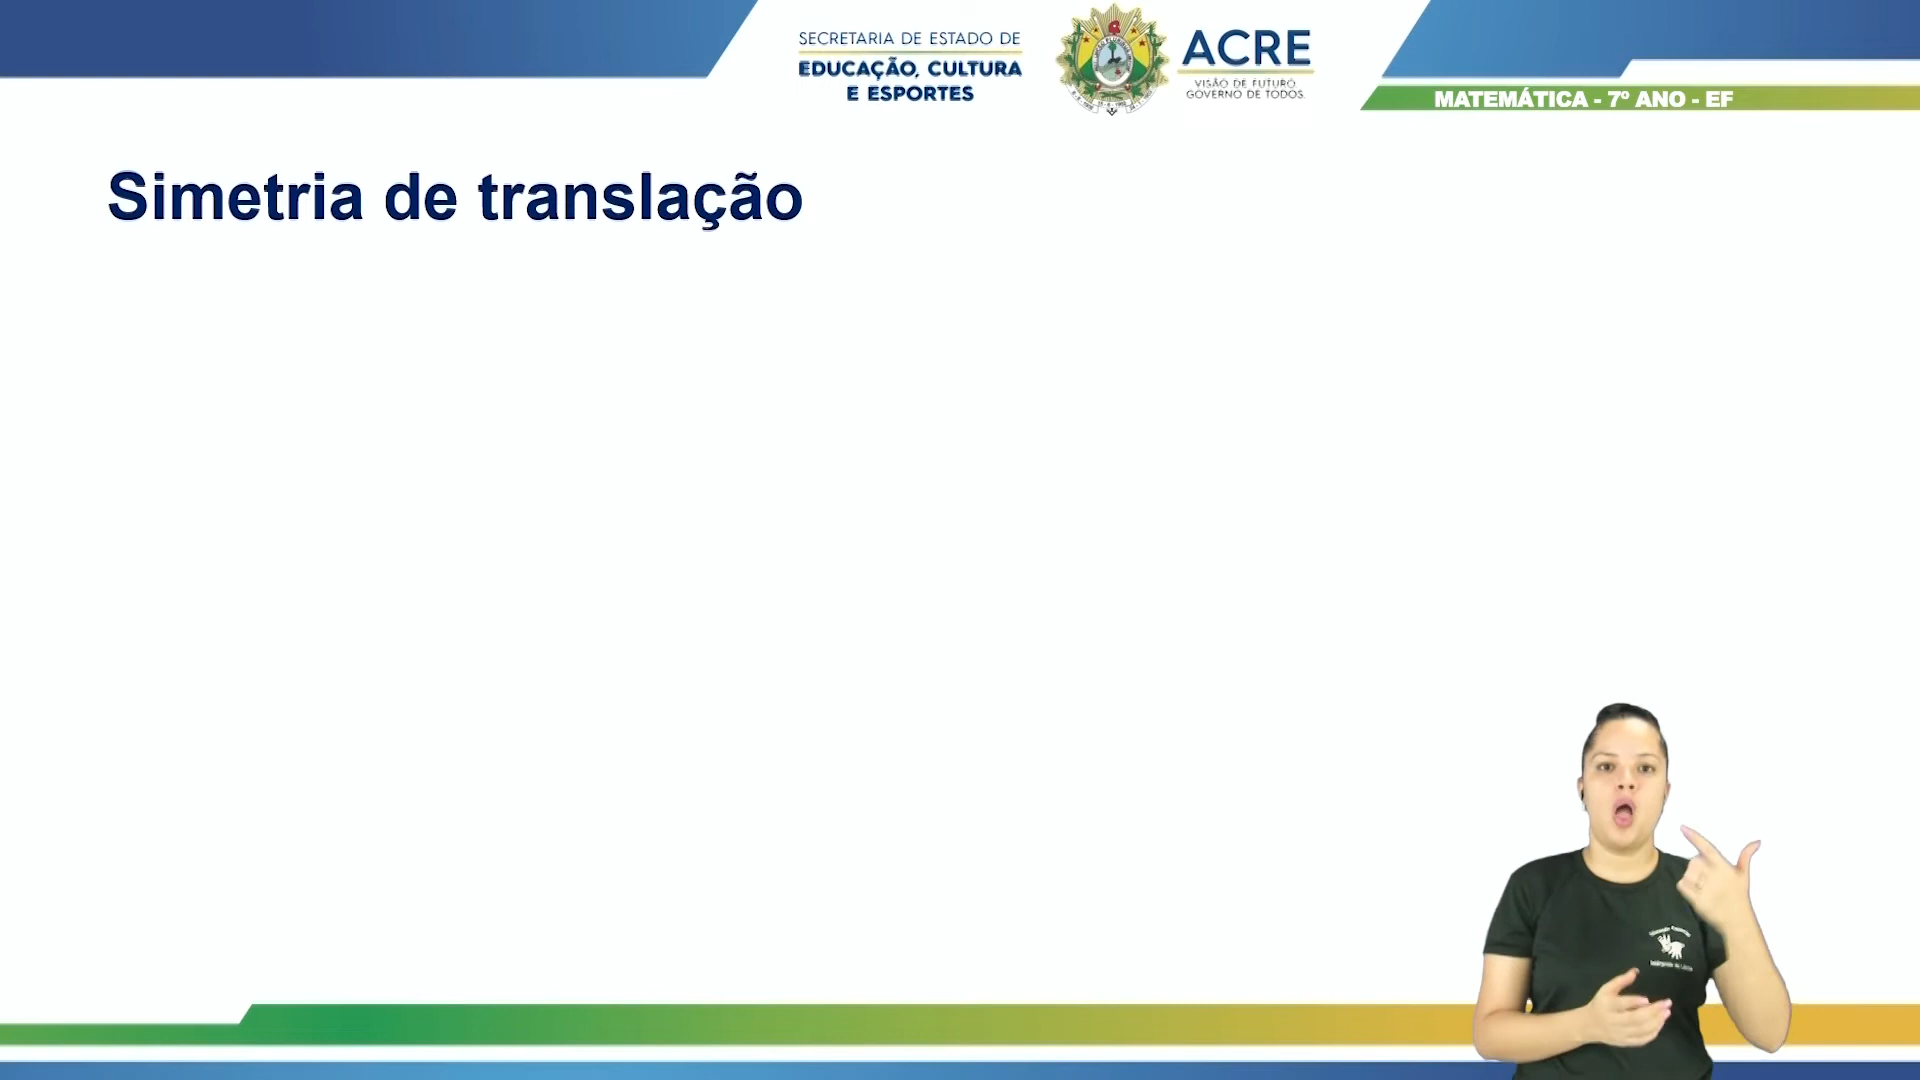 SECRETARIA DE ESTADO DE
EDUCAÇÃO, CULTURA
E ESPORTES
ACRE
VISÃO DE FUTURO,
GOVERNO DE TODOS.
MATEMÁTICA - 7º ANO - EF
Simetria de translação